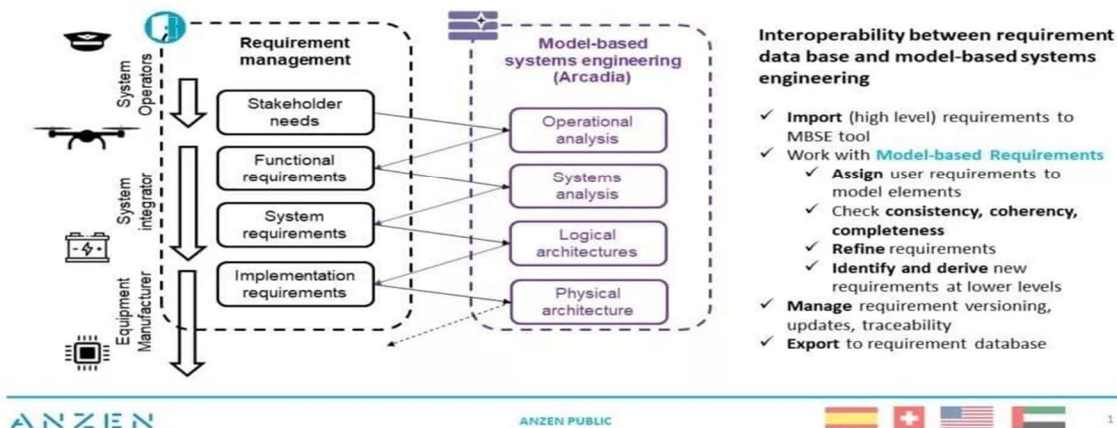 System
Operators
System
integrator
Equipment
Manufacturer
Requirement
management
Stakeholder
needs
Functional
requirements
System
requirements
Implementation
requirements
Model-based
systems engineering
(Arcadia)
Operational
analysis
Systems
analysis
Logical
architectures
Physical
architecture
Interoperability between requirement
data base and model-based systems
engineering
✓ Import (high level) requirements to
MBSE tool
✓ Work with Model-based Requirements
✓ Assign user requirements to
model elements
✓ Check consistency, coherency,
completeness
✓ Refine requirements
✓ Identify and derive new
requirements at lower levels
✓ Manage requirement versioning,
updates, traceability
✓ Export to requirement database
ANZEN
ANZEN PUBLIC
1